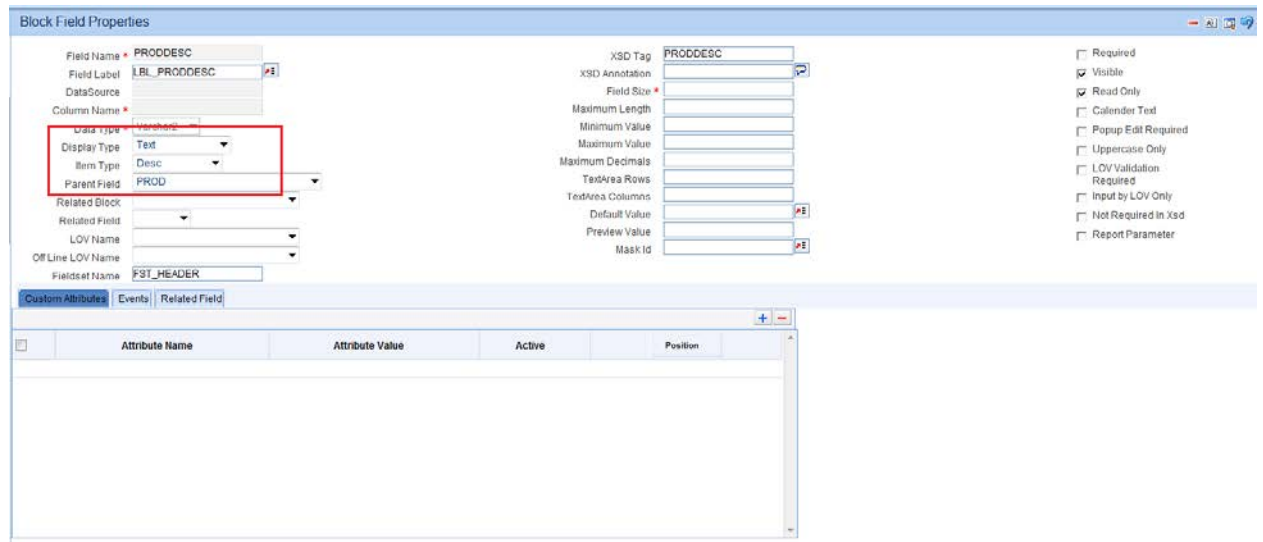 Block Field Properties
Field Name * PRODDESC
Field Label LBL_PRODDESC
DataSource
Column Name *
Data Type * Varchar2
Display Type Text
Item Type Desc
Parent Field PROD
Related Block
Related Field
LOV Name
Off Line LOV Name
Fieldset Name FST_HEADER
XSD Tag PRODDESC
XSD Annotation
Field Size *
Maximum Length
Minimum Value
Maximum Value
Maximum Decimals
TextArea Rows
TextArea Columns
Default Value
Preview Value
Mask Id
Required
Visible
Read Only
Calender Text
Popup Edit Required
Uppercase Only
LOV Validation
Required
Input by LOV Only
Not Required In Xsd
Report Parameter
Custom Attributes Events Related Field
Attribute Name Attribute Value Active Position